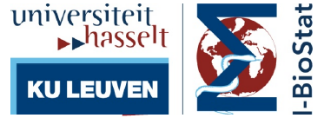 universiteit
hasselt
KU LEUVEN
I-BioStat